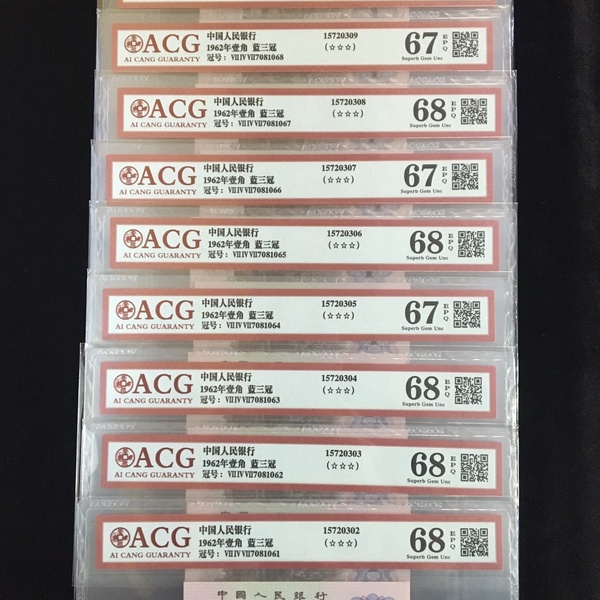 ACG
AI CANG GUARANTY
中国人民银行
1962年壹角 蓝三冠
冠号: VII IV VII7081068
15720309
(☆☆☆)
67
EPQ
Superb Gem Unc
ACG
AI CANG GUARANTY
中国人民银行
1962年壹角 蓝三冠
冠号: VII IV VII7081067
15720308
(☆☆☆)
68
EPQ
Superb Gem Unc
ACG
AI CANG GUARANTY
中国人民银行
1962年壹角 蓝三冠
冠号: VII IV VII7081066
15720307
(☆☆☆)
67
EPQ
Superb Gem Unc
ACG
AI CANG GUARANTY
中国人民银行
1962年壹角 蓝三冠
冠号: VII IV VII7081065
15720306
(☆☆☆)
68
EPQ
Superb Gem Unc
ACG
AI CANG GUARANTY
中国人民银行
1962年壹角 蓝三冠
冠号: VII IV VII7081064
15720305
(☆☆☆)
67
EPQ
Superb Gem Unc
ACG
AI CANG GUARANTY
中国人民银行
1962年壹角 蓝三冠
冠号: VII IV VII7081063
15720304
(☆☆☆)
68
EPQ
Superb Gem Unc
ACG
AI CANG GUARANTY
中国人民银行
1962年壹角 蓝三冠
冠号: VII IV VII7081062
15720303
(☆☆☆)
68
EPQ
Superb Gem Unc
ACG
AI CANG GUARANTY
中国人民银行
1962年壹角 蓝三冠
冠号: VII IV VII7081061
15720302
(☆☆☆)
68
EPQ
Superb Gem Unc
中國人民銀行